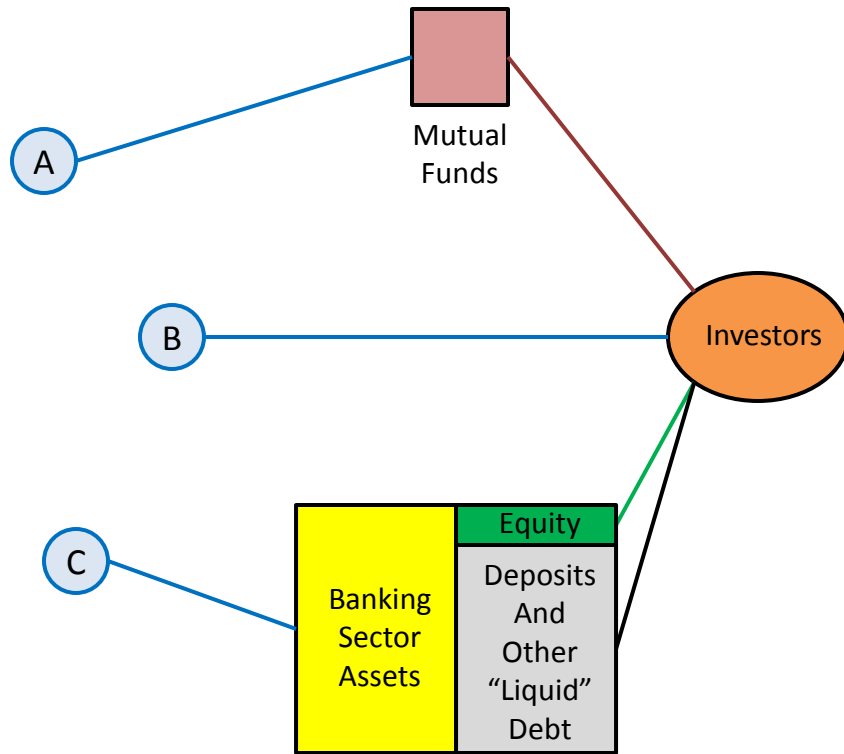 Mutual
Funds
A
B
Investors
C
Equity
Banking
Sector
Assets
Deposits
And
Other
“Liquid”
Debt